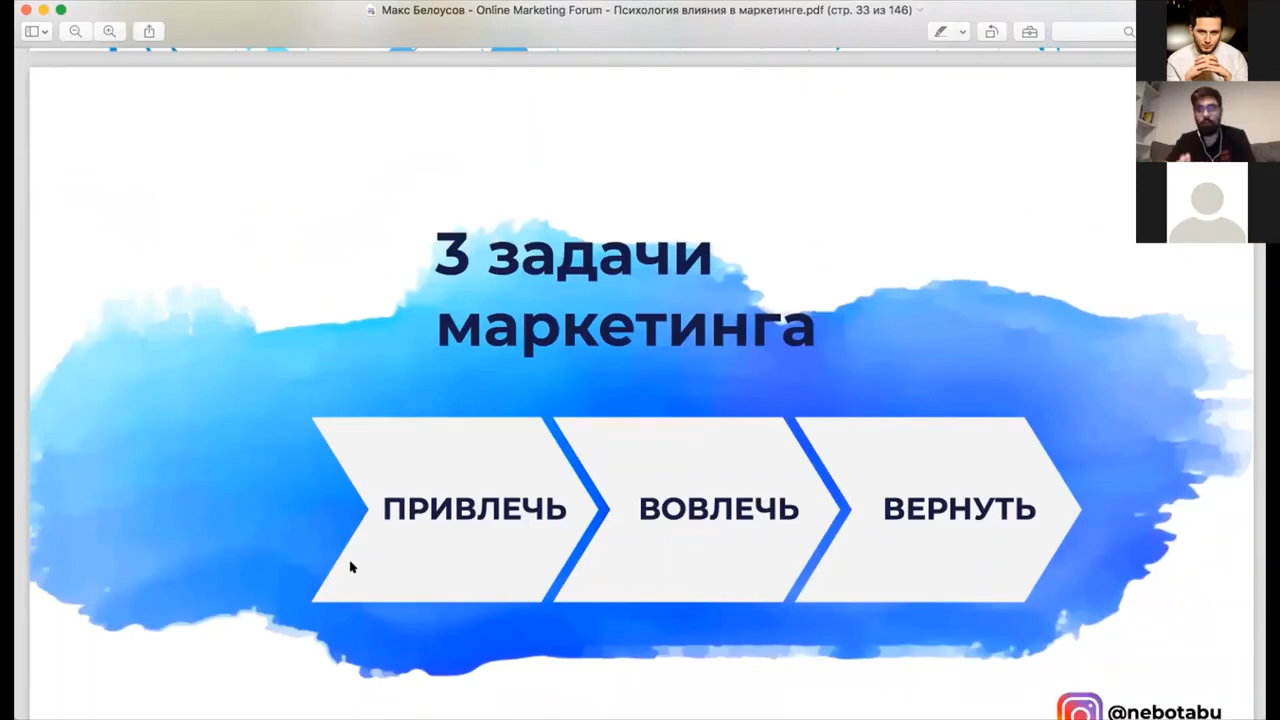 Макс Белоусов - Online Marketing Forum - Психология влияния в маркетинге.pdf (стр. 33 из 146)
3 задачи
маркетинга
ПРИВЛЕЧЬ
ВОВЛЕЧЬ
ВЕРНУТЬ
@nebotabu